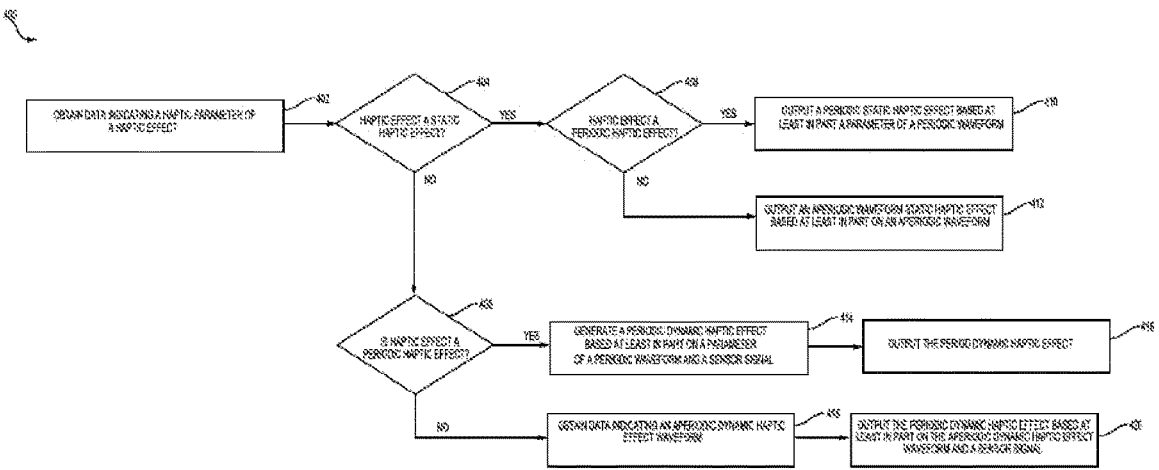 400
402
OBTAIN DATA INDICATING A HAPTIC PARAMETER OF
A HAPTIC EFFECT
404
HAPTIC EFFECT A STATIC
HAPTIC EFFECT?
YES
NO
HAPTIC EFFECT A
PERIODIC HAPTIC EFFECT?
YES
NO
410
OUTPUT A PERIODIC STATIC HAPTIC EFFECT BASED AT
LEAST IN PART A PARAMETER OF A PERIODIC WAVEFORM
412
OUTPUT AN APERIODIC WAVEFORM STATIC HAPTIC EFFECT
BASED AT LEAST IN PART ON AN APERIODIC WAVEFORM
IS HAPTIC EFFECT A
PERIODIC HAPTIC EFFECT?
YES
NO
414
GENERATE A PERIODIC DYNAMIC HAPTIC EFFECT
BASED AT LEAST IN PART ON A PARAMETER
OF A PERIODIC WAVEFORM AND A SENSOR SIGNAL
416
OUTPUT THE PERIOD DYNAMIC HAPTIC EFFECT
OBTAIN DATA INDICATING AN APERIODIC DYNAMIC HAPTIC
EFFECT WAVEFORM
420
OUTPUT THE PERIODIC DYNAMIC HAPTIC EFFECT BASED AT
LEAST IN PART ON THE APERIODIC DYNAMIC HAPTIC EFFECT
WAVEFORM AND A SENSOR SIGNAL